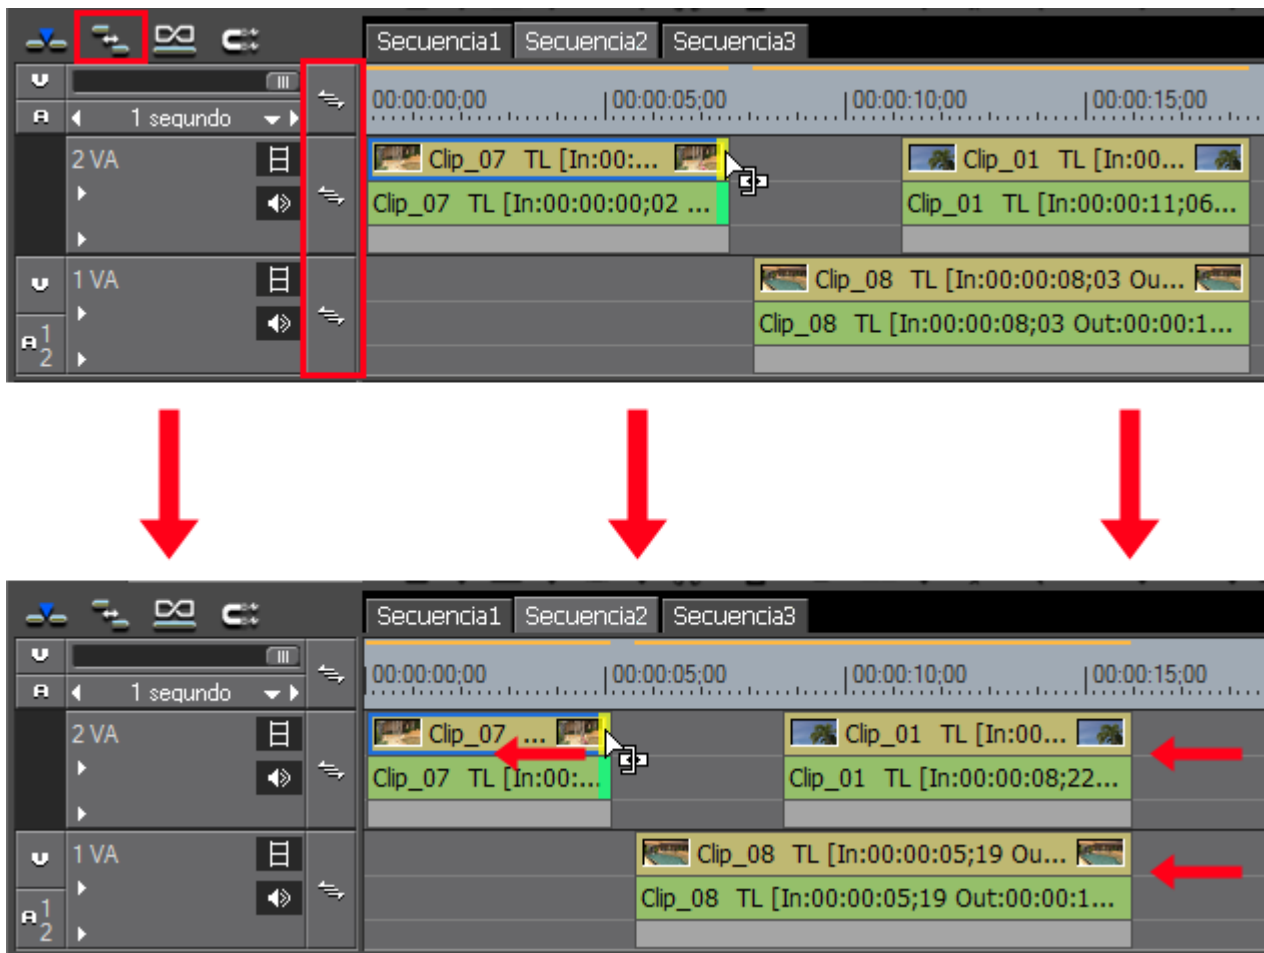 Secuencia1 Secuencia2 Secuencia3
00:00:00;00 00:00:05;00 00:00:10;00 00:00:15;00
1 segundo
2 VA
Clip_07 TL [In:00:... Clip_01 TL [In:00...
Clip_07 TL [In:00:00:00;02 ... Clip_01 TL [In:00:00:11;06...
1 VA
Clip_08 TL [In:00:00:08;03 Ou...
Clip_08 TL [In:00:00:08;03 Out:00:00:1...
A 1
2
Secuencia1 Secuencia2 Secuencia3
00:00:00;00 00:00:05;00 00:00:10;00 00:00:15;00
A 1 segundo
2 VA
Clip_07 ... Clip_01 TL [In:00...
Clip_07 TL [In:00:... Clip_01 TL [In:00:00:08;22...
1 VA
Clip_08 TL [In:00:00:05;19 Ou...
Clip_08 TL [In:00:00:05;19 Out:00:00:1...
A 1
2